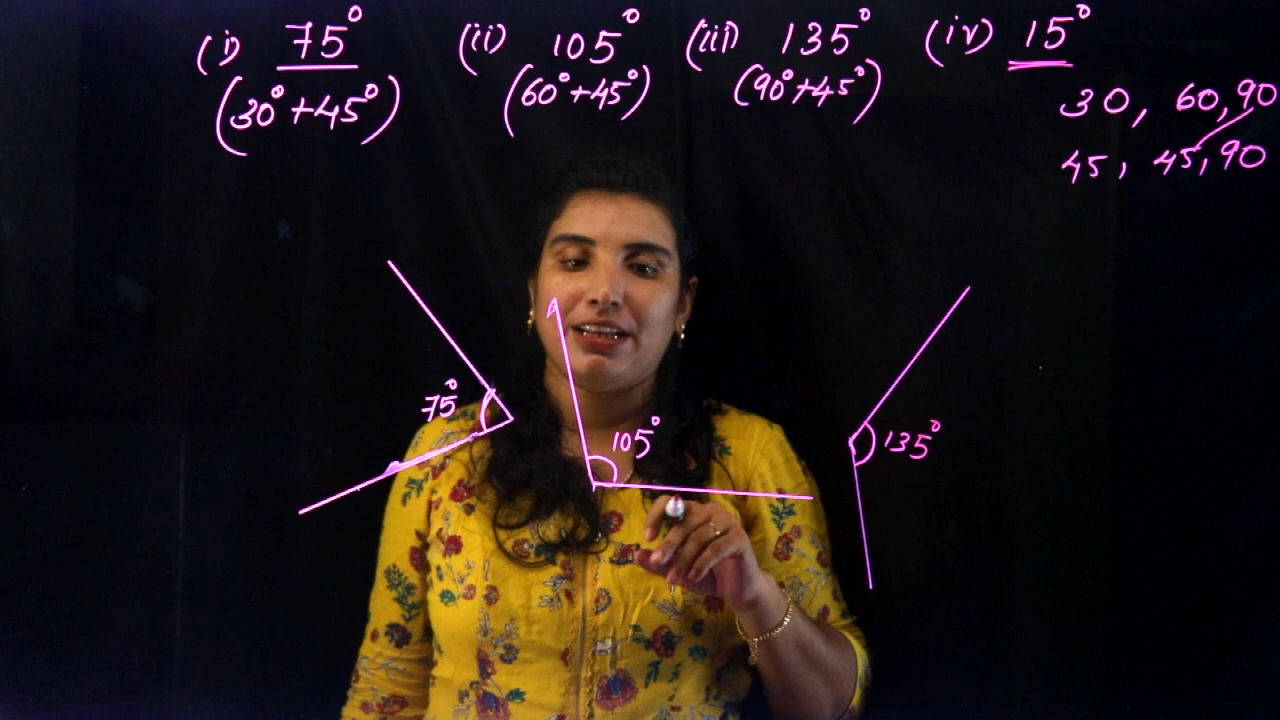 (i) 75° (ii) 105° (iii) 135° (iv) 15°
(30°+45°) (60°+45°) (90°+45°)
30, 60,90
45, 45,90
75°
105°
135°